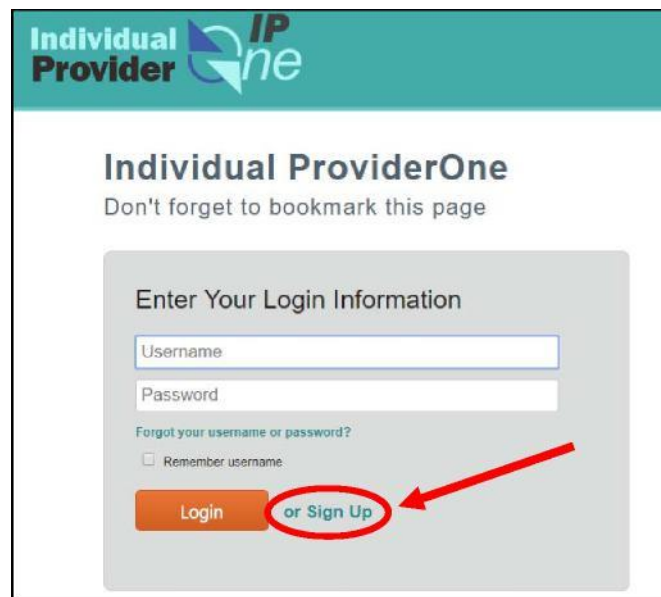 Individual
Provider
IP
One
Individual ProviderOne
Don't forget to bookmark this page
Enter Your Login Information
Username
Password
Forgot your username or password?
Remember username
Login or Sign Up